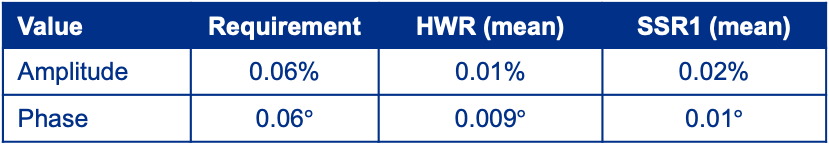 Value Requirement HWR (mean) SSR1 (mean)
Amplitude 0.06% 0.01% 0.02%
Phase 0.06° 0.009° 0.01°